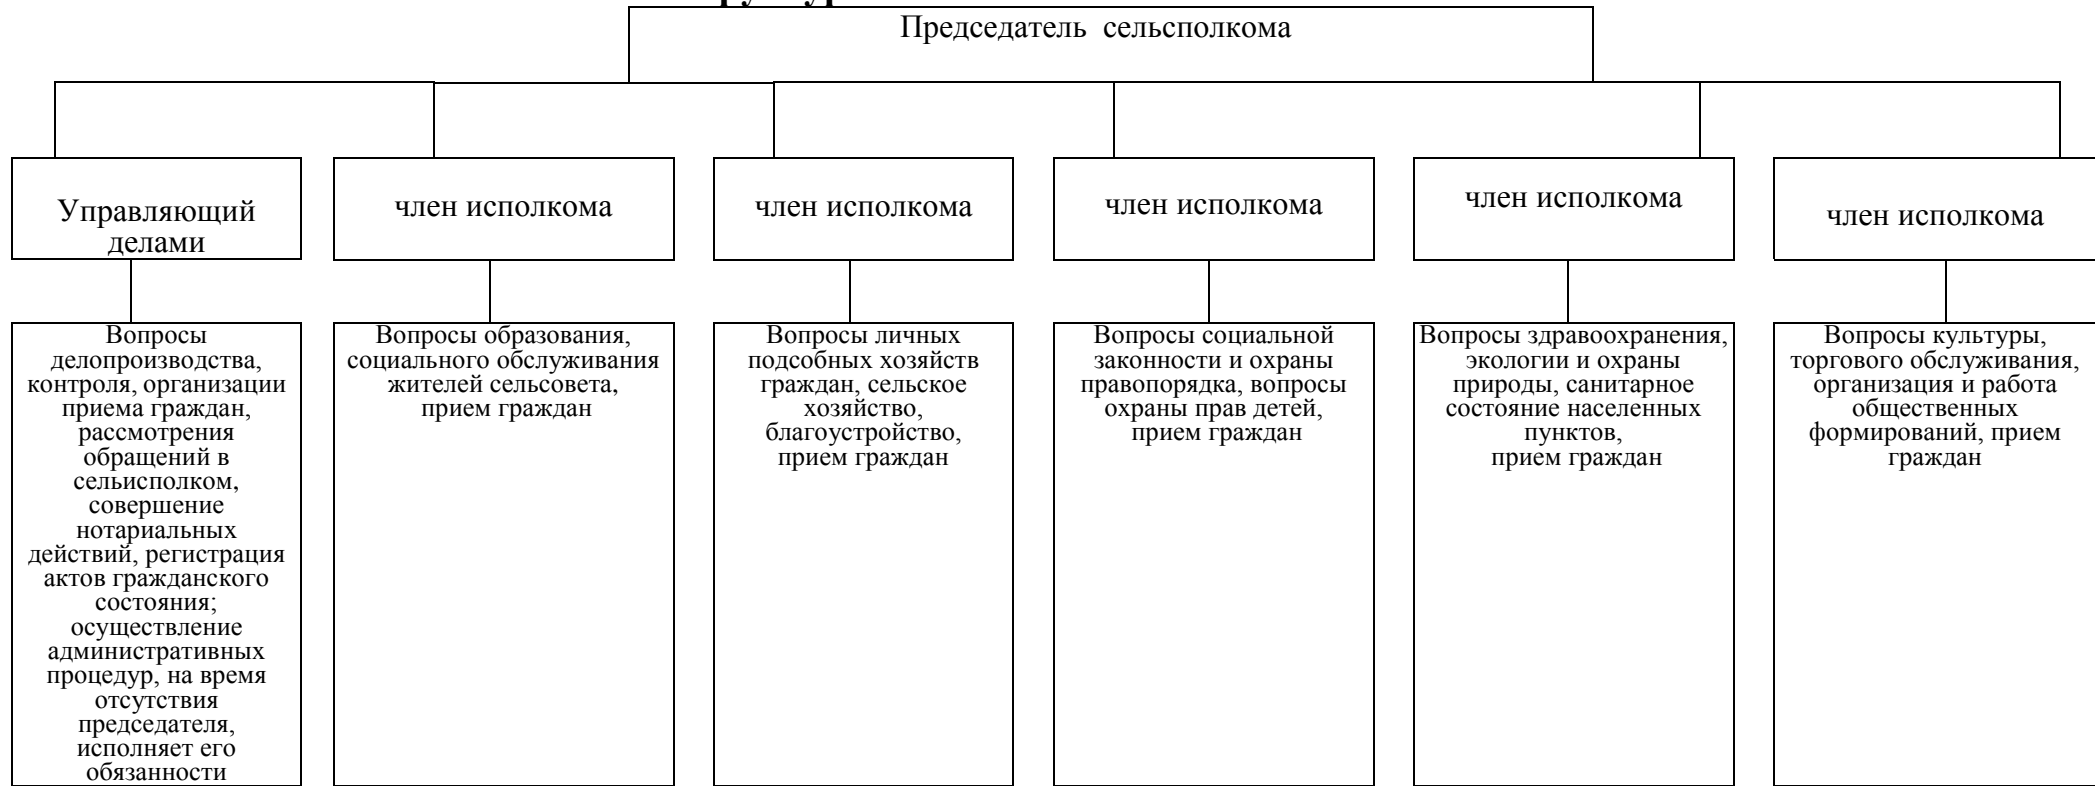 Председатель сельсполкома
Управляющий
делами
член исполкома
член исполкома
член исполкома
член исполкома
член исполкома
Вопросы
делопроизводства,
контроля, организации
приема граждан,
рассмотрения
обращений в
сельисполком,
совершение
нотариальных
действий, регистрация
актов гражданского
состояния;
осуществление
административных
процедур, на время
отсутствия
председателя,
исполняет его
обязанности
Вопросы образования,
социального обслуживания
жителей сельсовета,
прием граждан
Вопросы личных
подсобных хозяйств
граждан, сельское
хозяйство,
благоустройство,
прием граждан
Вопросы социальной
законности и охраны
правопорядка, вопросы
охраны прав детей,
прием граждан
Вопросы здравоохранения,
экологии и охраны
природы, санитарное
состояние населенных
пунктов,
прием граждан
Вопросы культуры,
торгового обслуживания,
организация и работа
общественных
формирований, прием
граждан